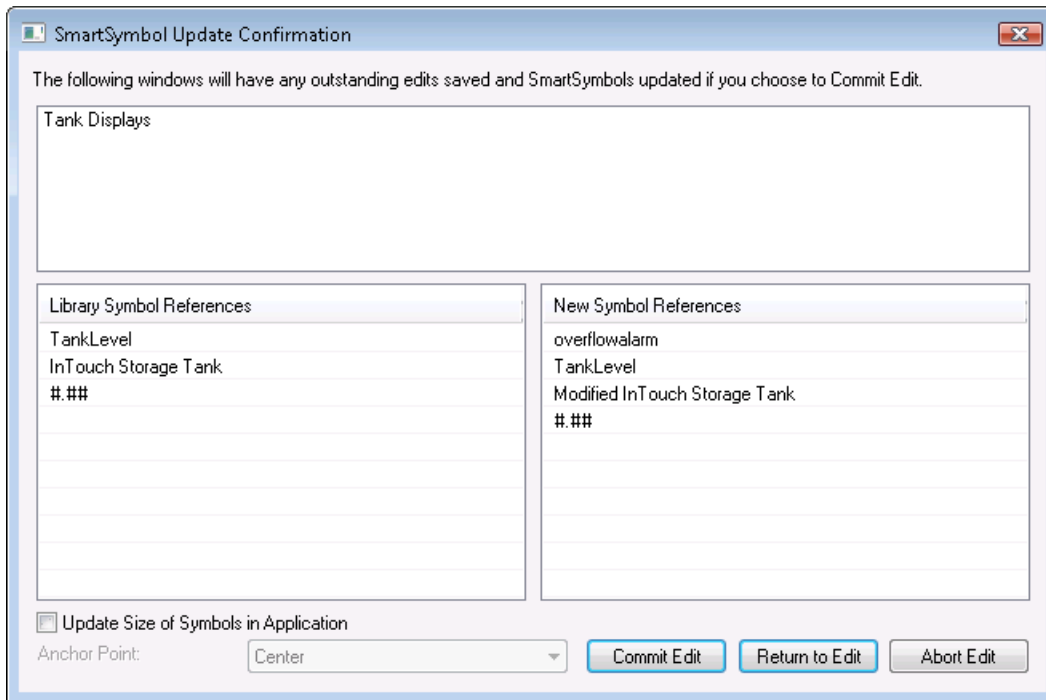 SmartSymbol Update Confirmation
The following windows will have any outstanding edits saved and SmartSymbols updated if you choose to Commit Edit.
Tank Displays
Library Symbol References
TankLevel
InTouch Storage Tank
#.##
New Symbol References
overflowalarm
TankLevel
Modified InTouch Storage Tank
#.##
Update Size of Symbols in Application
Anchor Point:
Center
Commit Edit
Return to Edit
Abort Edit